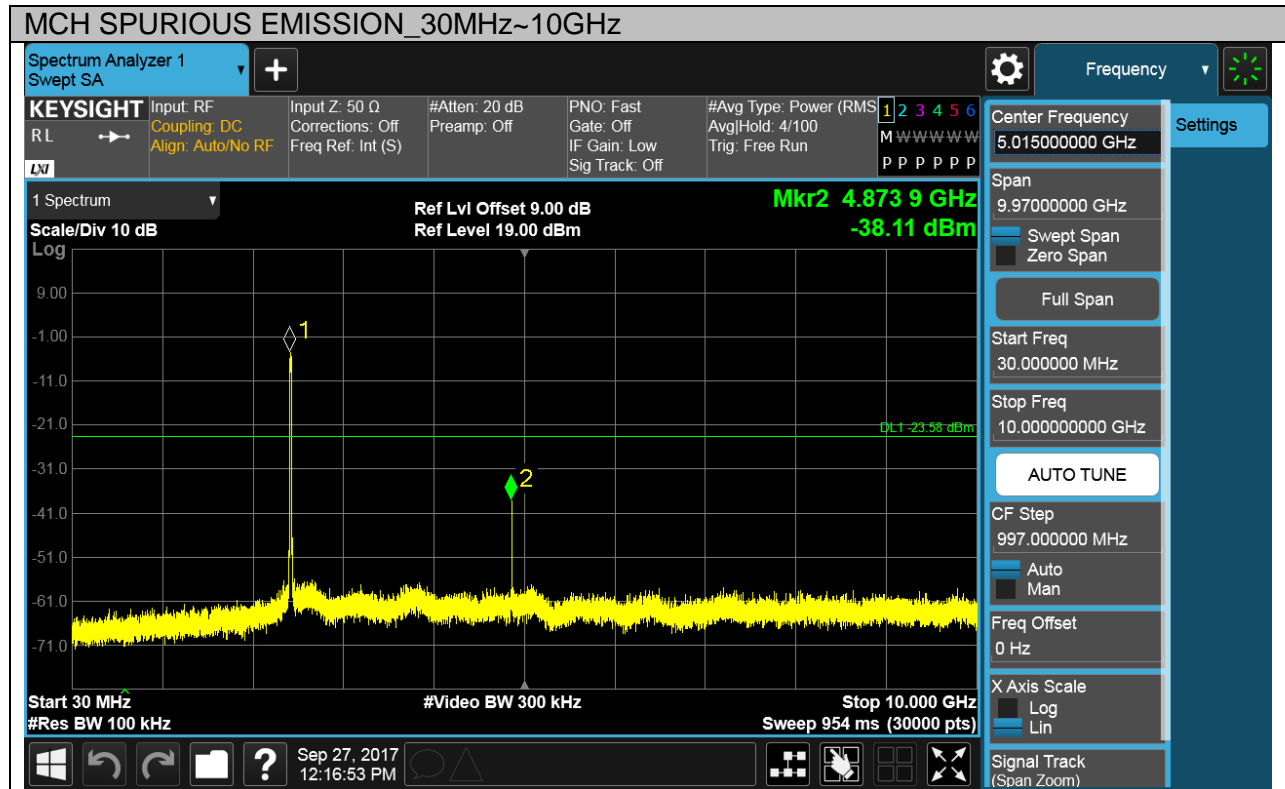 MCH SPURIOUS EMISSION_30MHz~10GHz
Spectrum Analyzer 1
Swept SA
+
Frequency
KEYSIGHT
RL
LXI
Input: RF
Coupling: DC
Align: Auto/No RF
Input Z: 50 Ω
Corrections: Off
Freq Ref: Int (S)
#Atten: 20 dB
Preamp: Off
PNO: Fast
Gate: Off
IF Gain: Low
Sig Track: Off
#Avg Type: Power (RMS
Avg|Hold: 4/100
Trig: Free Run
1 2 3 4 5 6
M W W W W W
P P P P P P
1 Spectrum
Scale/Div 10 dB
Log
Ref Lvl Offset 9.00 dB
Ref Level 19.00 dBm
Mkr2 4.873 9 GHz
-38.11 dBm
9.00
-1.00
-11.0
-21.0
-31.0
-41.0
-51.0
-61.0
-71.0
1
2
DL1 -23.58 dBm
Start 30 MHz
#Res BW 100 kHz
#Video BW 300 kHz
Stop 10.000 GHz
Sweep 954 ms (30000 pts)
Center Frequency
5.015000000 GHz
Settings
Span
9.97000000 GHz
Swept Span
Zero Span
Full Span
Start Freq
30.000000 MHz
Stop Freq
10.000000000 GHz
AUTO TUNE
CF Step
997.000000 MHz
Auto
Man
Freq Offset
0 Hz
X Axis Scale
Log
Lin
Signal Track
(Span Zoom)
?
Sep 27, 2017
12:16:53 PM